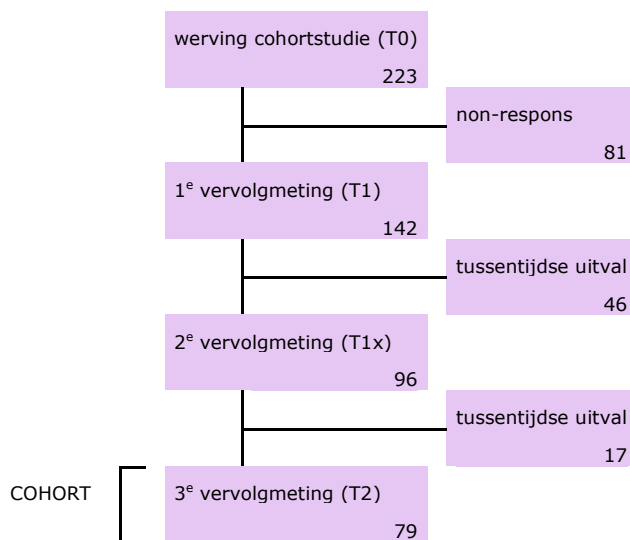 werving cohortstudie (T0)
223
non-respons
81
1e vervolgmeting (T1)
142
tussentijdse uitval
46
2e vervolgmeting (T1x)
96
tussentijdse uitval
17
COHORT
3e vervolgmeting (T2)
79